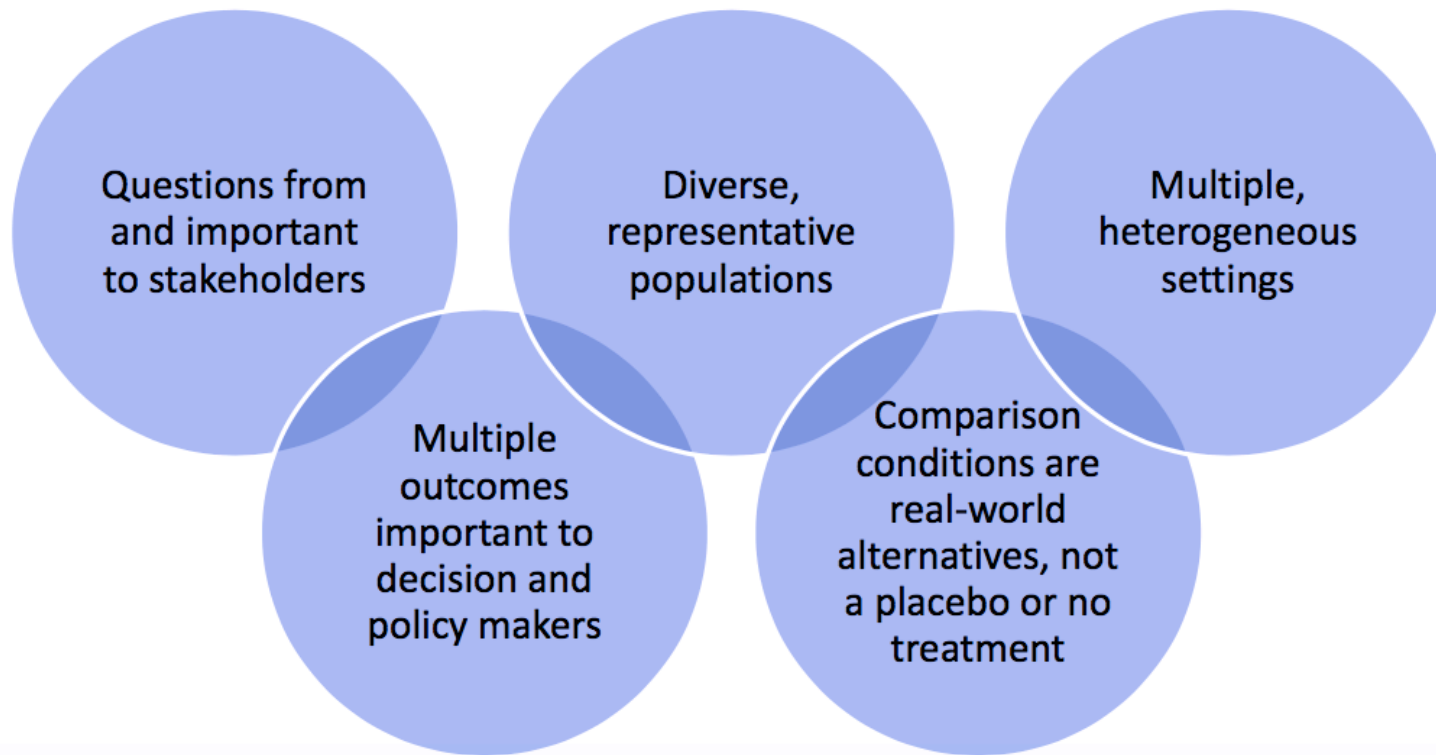 Questions from
and important
to stakeholders
Diverse,
representative
populations
Multiple,
heterogeneous
settings
Multiple
outcomes
important to
decision and
policy makers
Comparison
conditions are
real-world
alternatives, not
a placebo or no
treatment